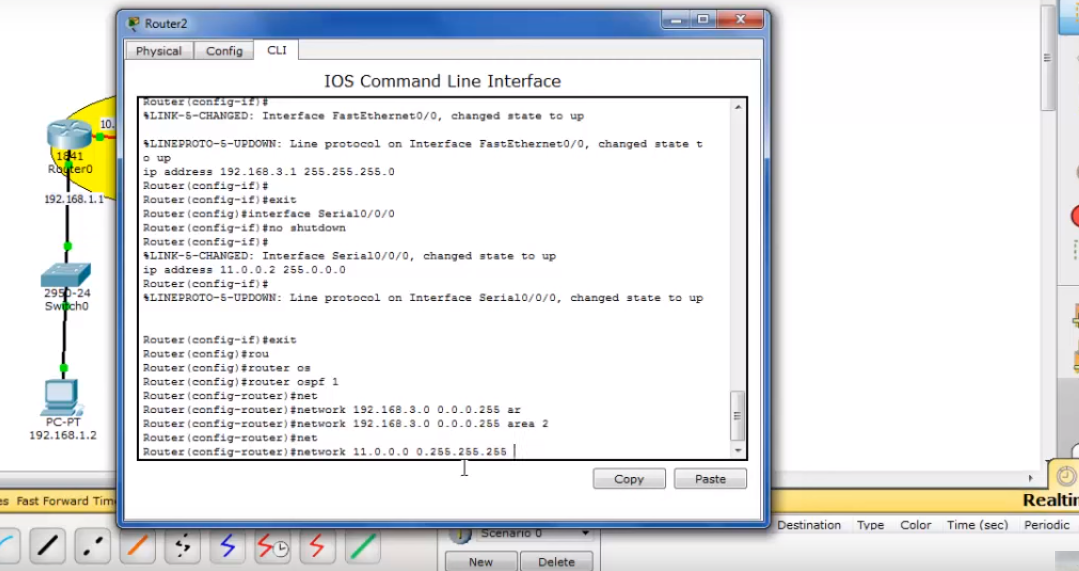 Router2
Physical Config CLI
IOS Command Line Interface
Router(config-if)#
%LINK-5-CHANGED: Interface FastEthernet0/0, changed state to up
%LINEPROTO-5-UPDOWN: Line protocol on Interface FastEthernet0/0, changed state t
o up
ip address 192.168.3.1 255.255.255.0
Router(config-if)#
Router(config-if)#exit
Router(config)#interface Serial0/0/0
Router(config-if)#no shutdown
Router(config-if)#
%LINK-5-CHANGED: Interface Serial0/0/0, changed state to up
ip address 11.0.0.2 255.0.0.0
Router(config-if)#
%LINEPROTO-5-UPDOWN: Line protocol on Interface Serial0/0/0, changed state to up
Router(config-if)#exit
Router(config)#rou
Router(config)#router os
Router(config)#router ospf 1
Router(config-router)#net
Router(config-router)#network 192.168.3.0 0.0.0.255 ar
Router(config-router)#network 192.168.3.0 0.0.0.255 area 2
Router(config-router)#net
Router(config-router)#network 11.0.0.0 0.255.255.255
Copy Paste
10.
1841
Router0
192.168.1.1
2950-24
Switch0
PC-PT
192.168.1.2
es Fast Forward Tim
Realtin
Scenario 0
New Delete
Destination Type Color Time (sec) Periodic